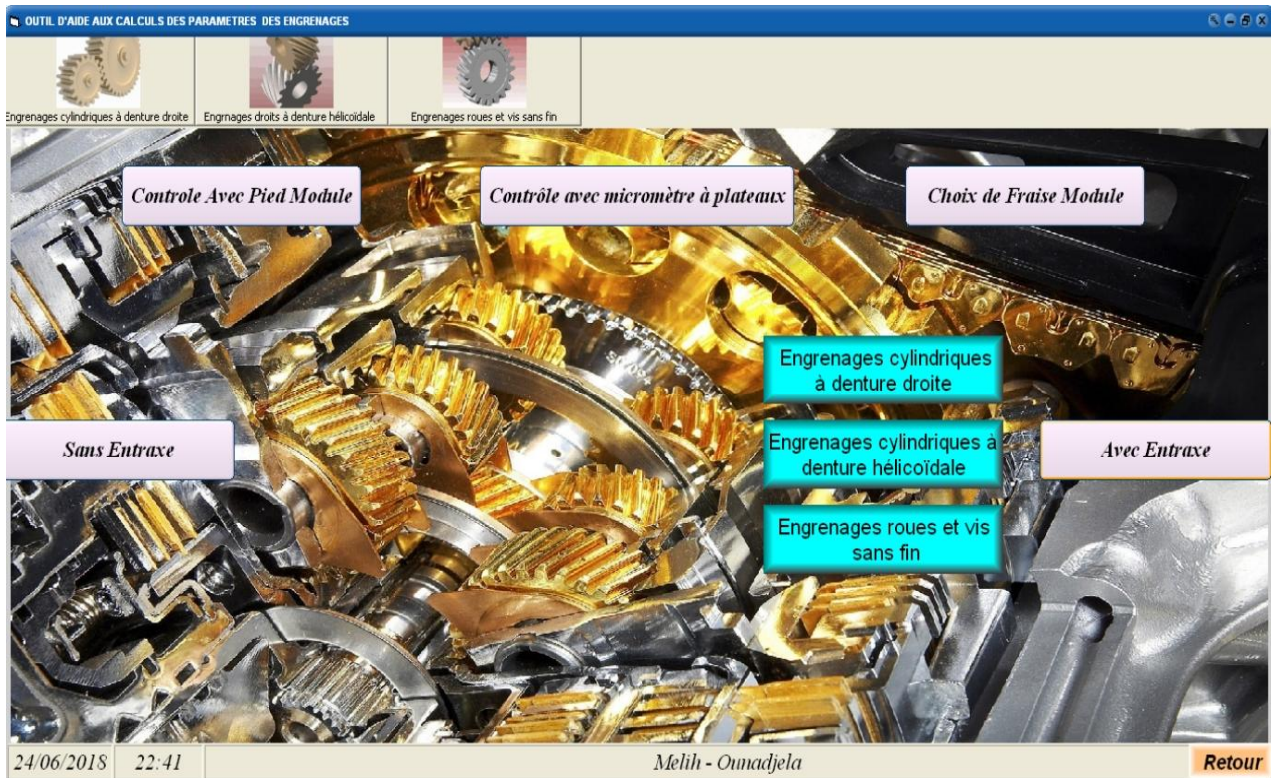 OUTIL D'AIDE AUX CALCULS DES PARAMETRES DES ENGRENAGES
Engrenages cylindriques à denture droite
Engrnages droits à denture hélicoïdale
Engrenages roues et vis sans fin
Controle Avec Pied Module
Contrôle avec micromètre à plateaux
Choix de Fraise Module
Engrenages cylindriques
à denture droite
Sans Entraxe
Engrenages cylindriques à
denture hélicoïdale
Avec Entraxe
Engrenages roues et vis
sans fin
24/06/2018
22:41
Melih - Ounadjela
Retour